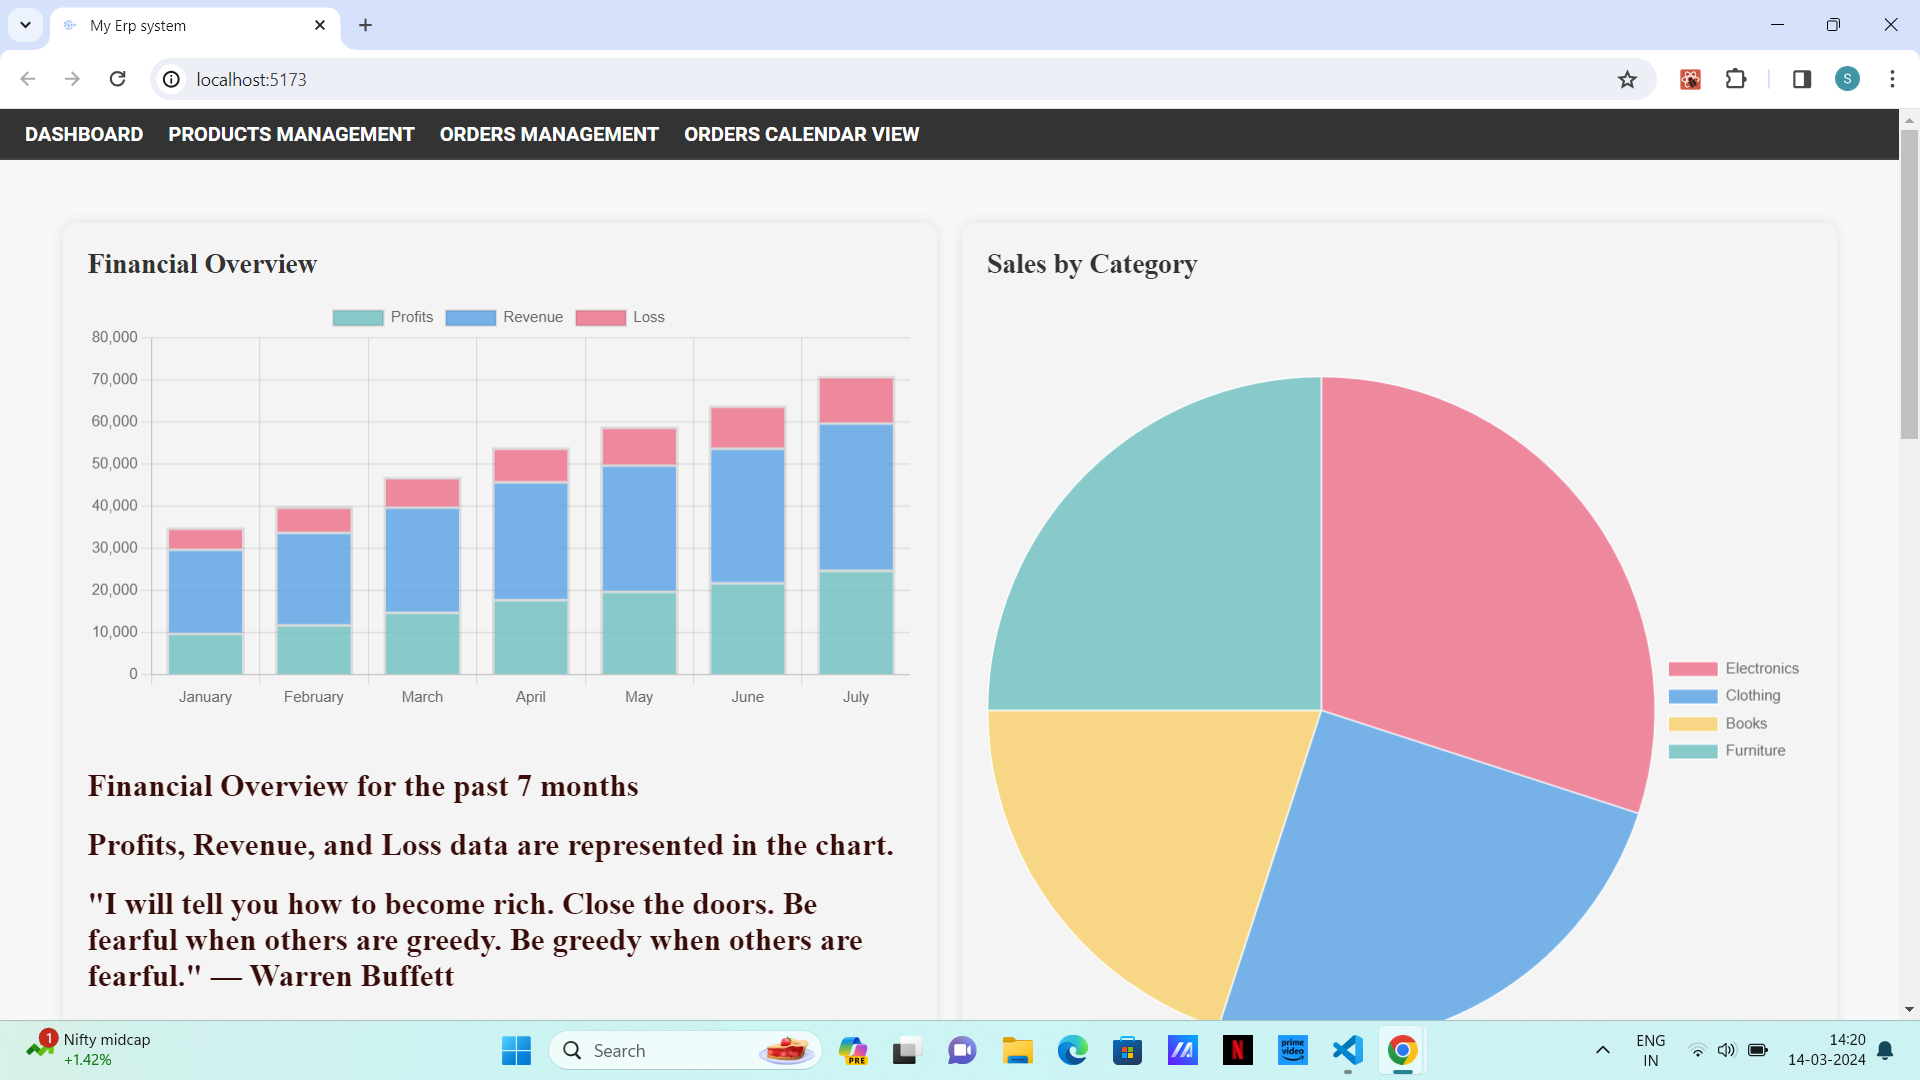 My Erp system
localhost:5173
S
DASHBOARD PRODUCTS MANAGEMENT ORDERS MANAGEMENT ORDERS CALENDAR VIEW
Financial Overview
Profits Revenue Loss
80,000
70,000
60,000
50,000
40,000
30,000
20,000
10,000
0
January February March April May June July
Financial Overview for the past 7 months
Profits, Revenue, and Loss data are represented in the chart.
"I will tell you how to become rich. Close the doors. Be
fearful when others are greedy. Be greedy when others are
fearful." — Warren Buffett
Sales by Category
Electronics
Clothing
Books
Furniture
1
Nifty midcap
+1.42%
Search
PRE
N
prime
video
ENG
IN
14:20
14-03-2024